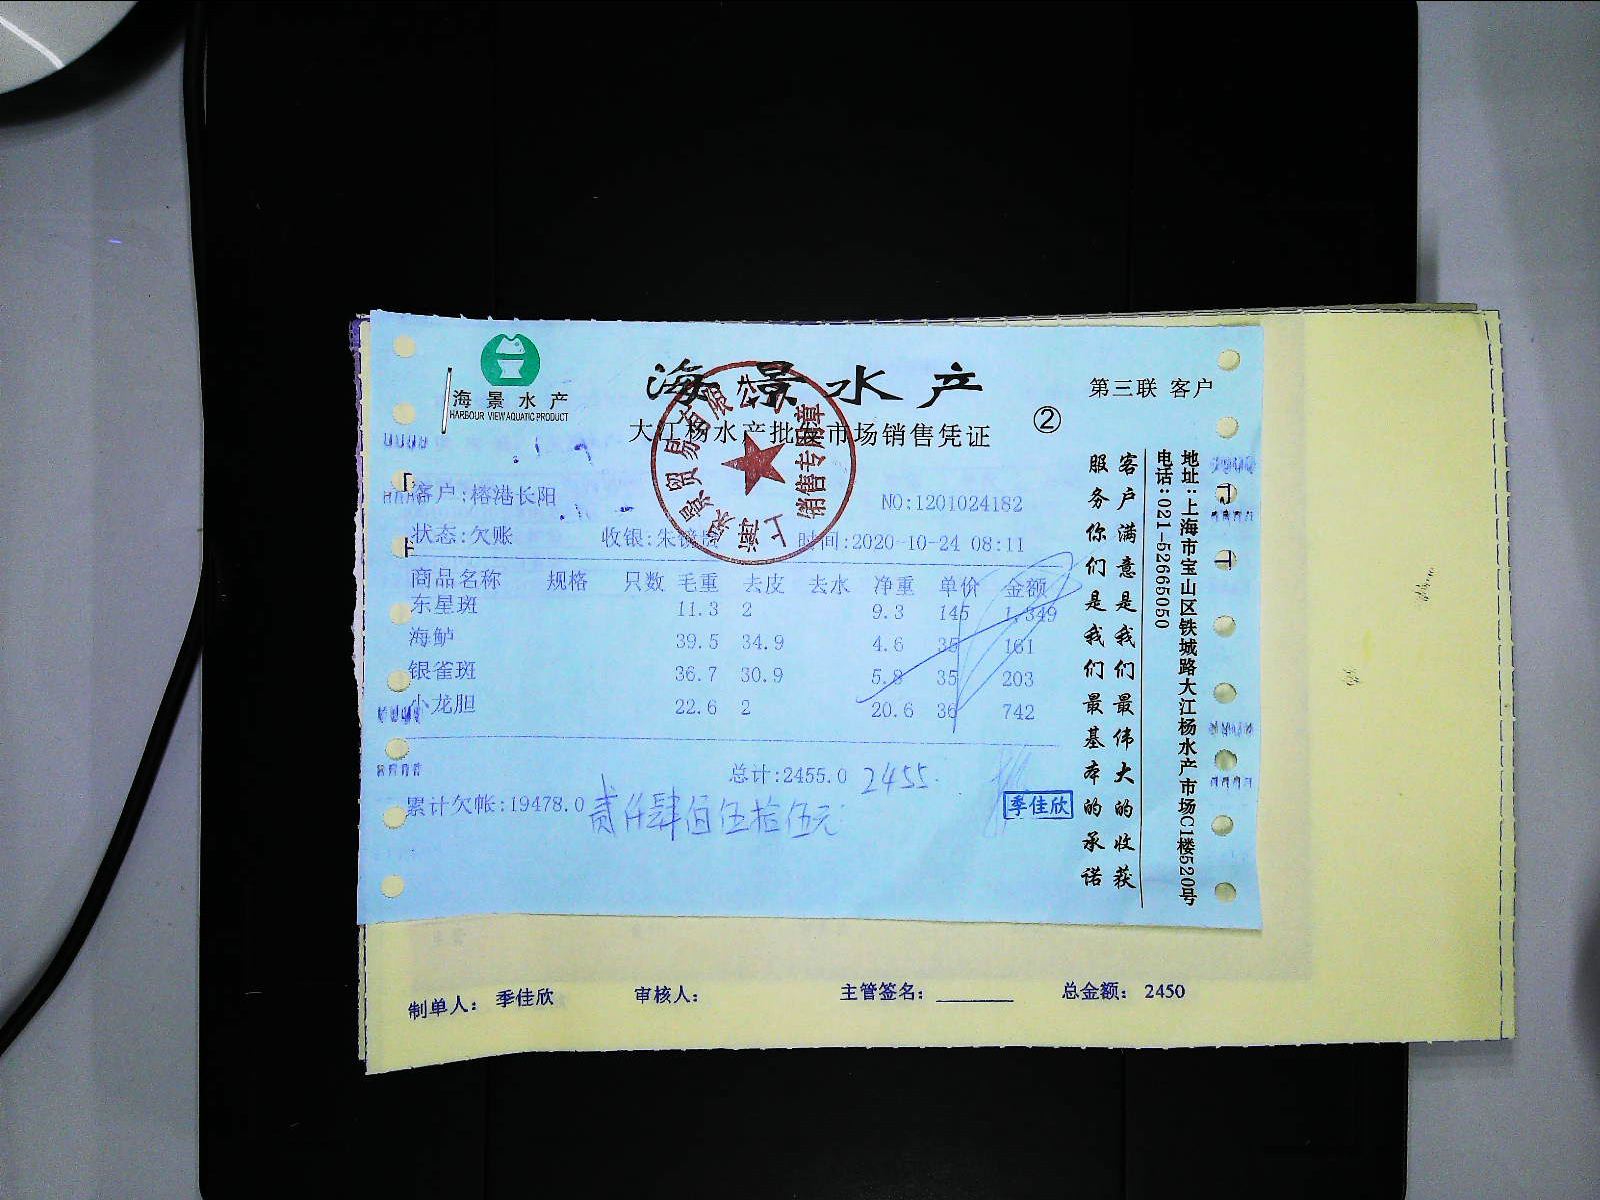 海景水产
HARBOUR VIEW AQUATIC PRODUCT
海景水产
第三联 客户
大江杨水产批发市场销售凭证
②
客户:榕港长阳
NO:1201024182
状态:欠账 收银:朱镜 时间:2020-10-24 08:11
商品名称 规格 只数 毛重 去皮 去水 净重 单价 金额
东星斑 11.3 2 9.3 145 1,349
海鲈 39.5 34.9 4.6 35 161
银雀斑 36.7 30.9 5.8 35 203
小龙胆 22.6 2 20.6 36 742
总计:2455.0 2455.
累计欠帐:19478.0 贰仟肆佰伍拾伍元
季佳欣
销售专用章
客户满意是我们最伟大的收获
服务你们是我们最基本的承诺
地址:上海市宝山区铁城路大江杨水产市场C1楼520号
电话:021-52665050
制单人: 季佳欣 审核人: 主管签名: 总金额: 2450